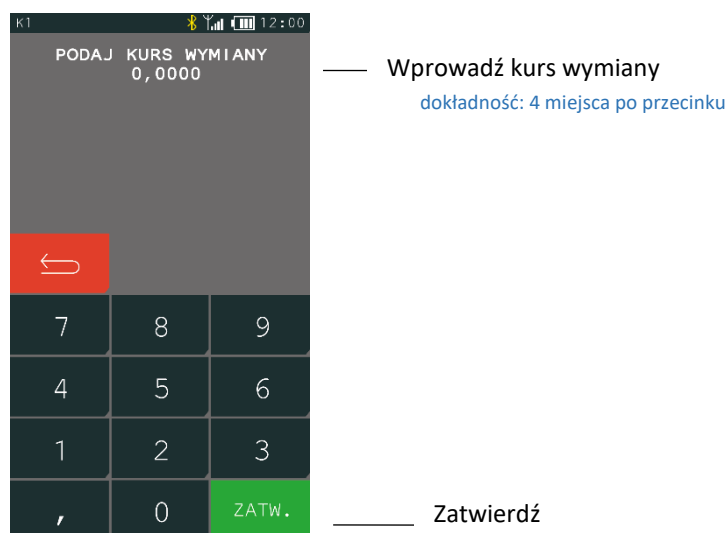 K1 12:00
PODAJ KURS WYMIANY
0,0000
Wprowadź kurs wymiany
dokładność: 4 miejsca po przecinku
7 8 9
4 5 6
1 2 3
, 0 ZATW.
Zatwierdź